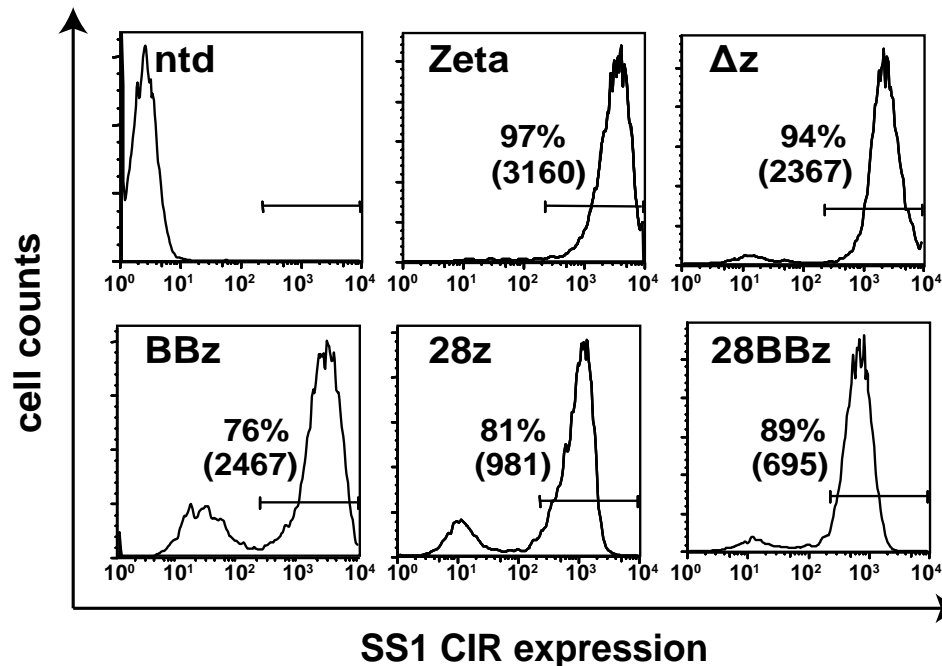 ntd
Zeta
97%
(3160)
Δz
94%
(2367)
10⁰ 10¹ 10² 10³ 10⁴
10⁰ 10¹ 10² 10³ 10⁴
10⁰ 10¹ 10² 10³ 10⁴
BBz
76%
(2467)
28z
81%
(981)
28BBz
89%
(695)
10⁰ 10¹ 10² 10³ 10⁴
10⁰ 10¹ 10² 10³ 10⁴
10⁰ 10¹ 10² 10³ 10⁴
cell counts
SS1 CIR expression